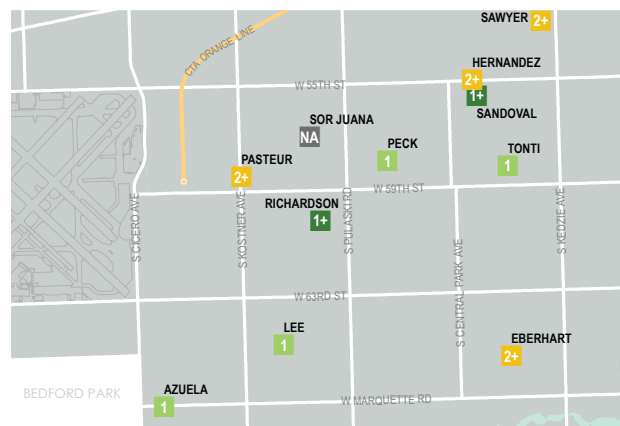 SAWYER
2+
CTA ORANGE LINE
HERNANDEZ
2+
W 55TH ST
1+
SANDOVAL
SOR JUANA
NA
PECK
1
TONTI
1
PASTEUR
2+
W 59TH ST
RICHARDSON
1+
S CICERO AVE
S KOSTNER AVE
S PULASKI RD
S CENTRAL PARK AVE
S KEDZIE AVE
W 63RD ST
LEE
1
EBERHART
2+
BEDFORD PARK
AZUELA
1
W MARQUETTE RD